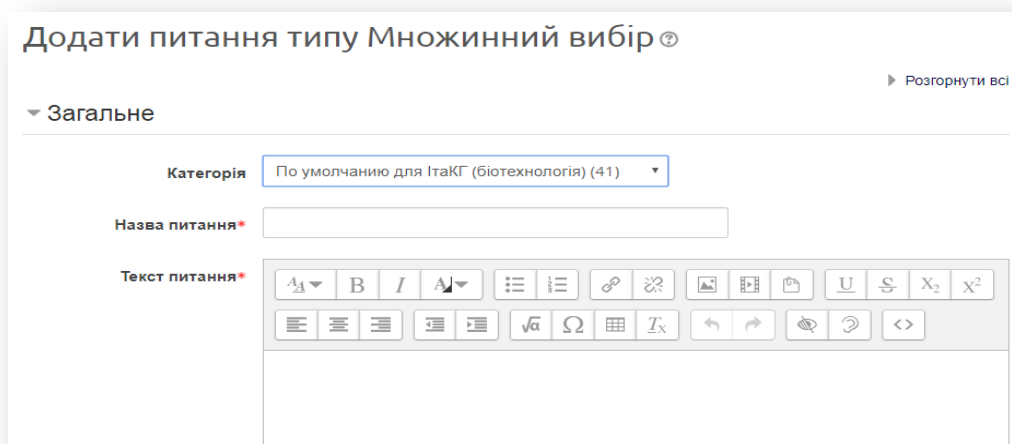 Додати питання типу Множинний вибір
Розгорнути всі
Загальне
Категорія
По умолчанию для ІтаКГ (біотехнологія) (41)
Назва питання*
Текст питання*